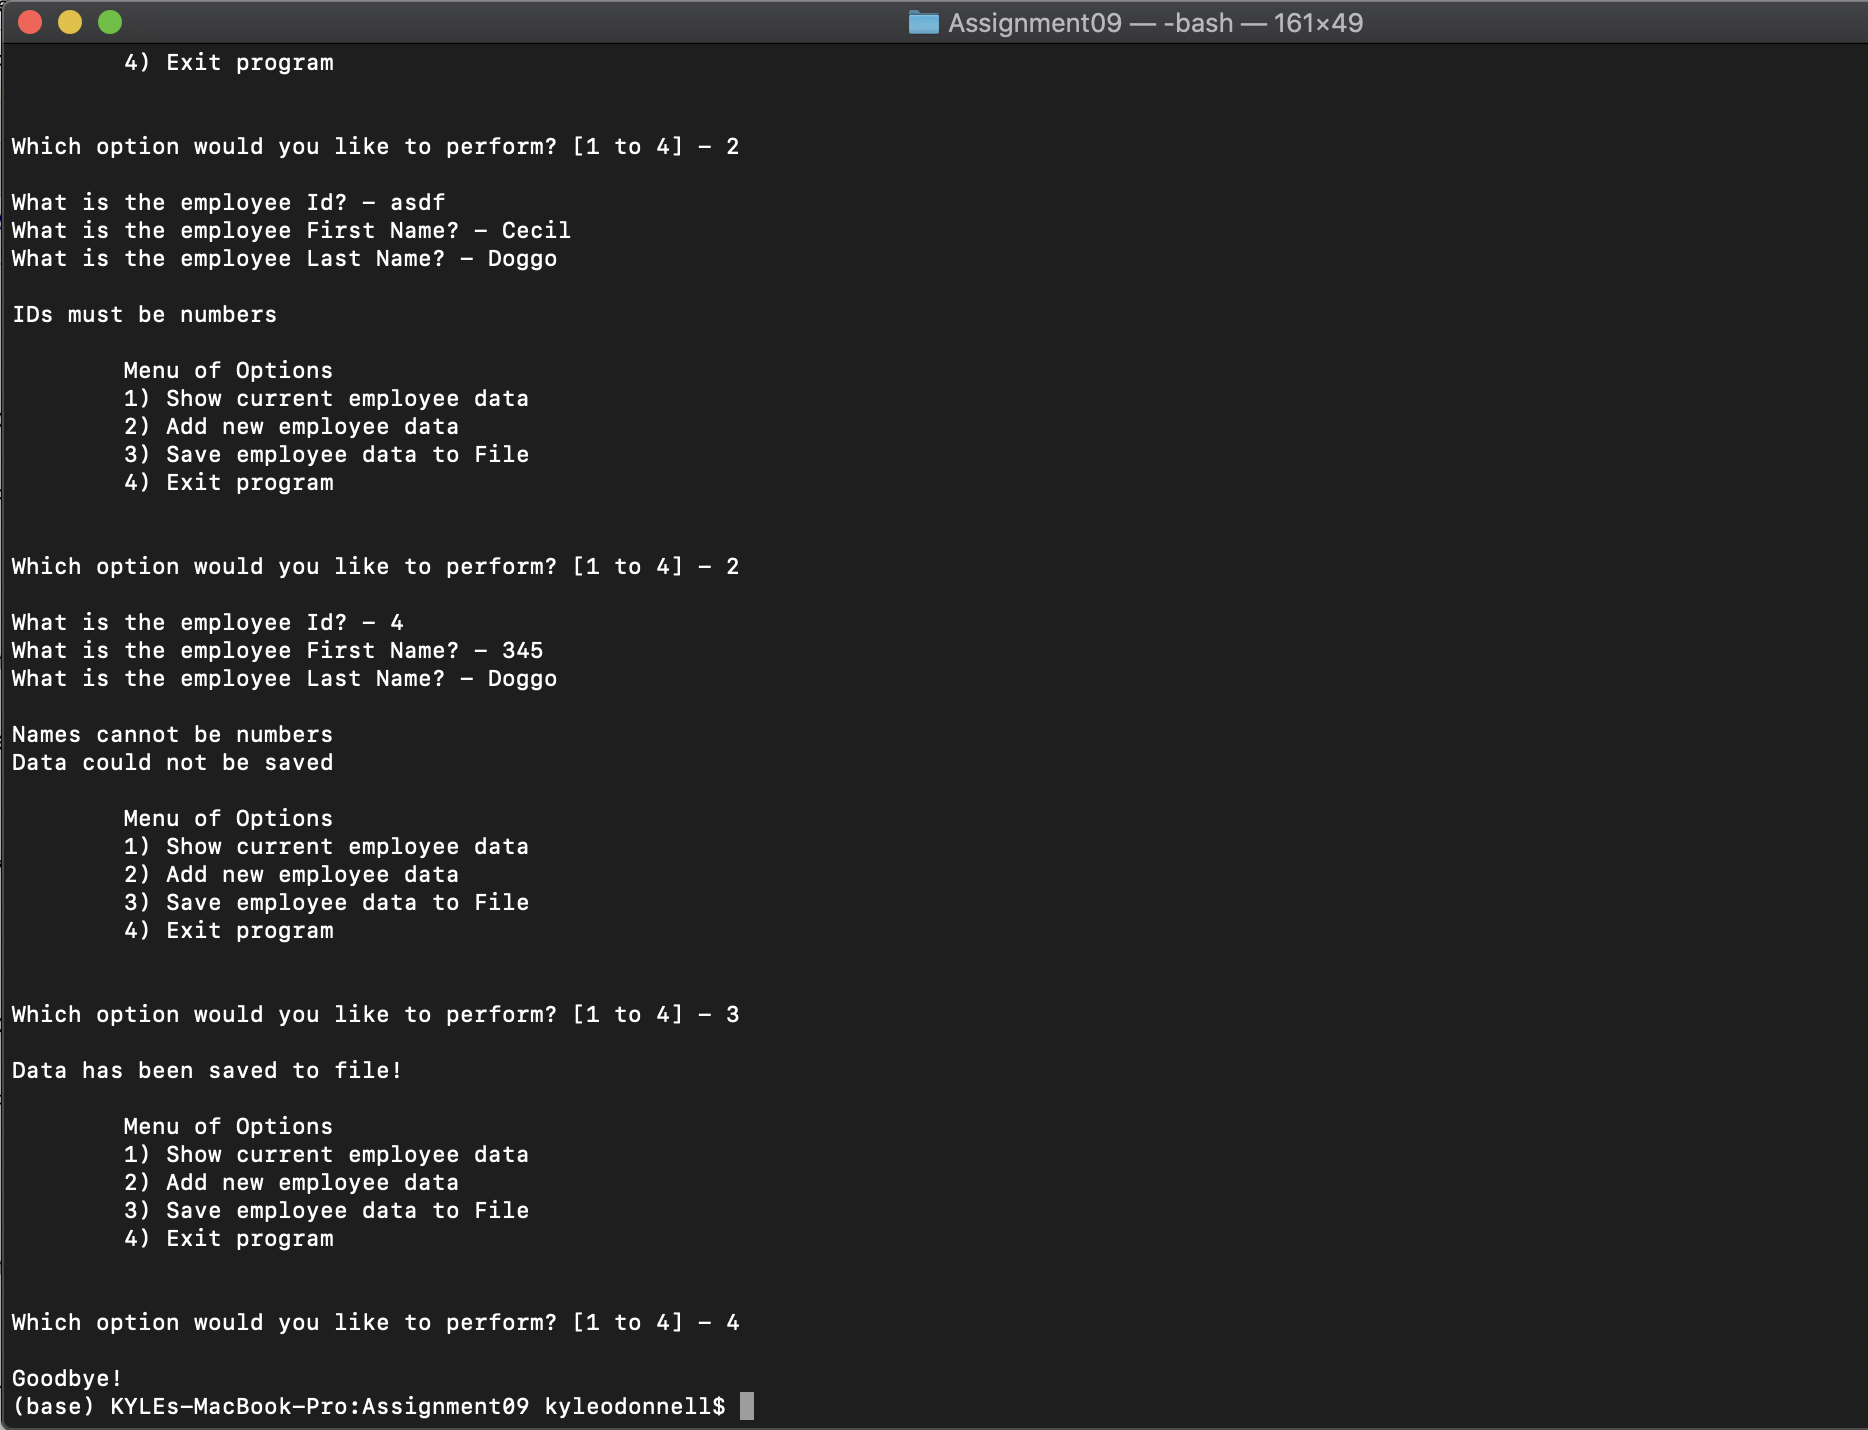 Assignment09 — -bash — 161×49
4) Exit program
Which option would you like to perform? [1 to 4] - 2
What is the employee Id? - asdf
What is the employee First Name? - Cecil
What is the employee Last Name? - Doggo
IDs must be numbers
Menu of Options
1) Show current employee data
2) Add new employee data
3) Save employee data to File
4) Exit program
Which option would you like to perform? [1 to 4] - 2
What is the employee Id? - 4
What is the employee First Name? - 345
What is the employee Last Name? - Doggo
Names cannot be numbers
Data could not be saved
Menu of Options
1) Show current employee data
2) Add new employee data
3) Save employee data to File
4) Exit program
Which option would you like to perform? [1 to 4] - 3
Data has been saved to file!
Menu of Options
1) Show current employee data
2) Add new employee data
3) Save employee data to File
4) Exit program
Which option would you like to perform? [1 to 4] - 4
Goodbye!
(base) KYLEs-MacBook-Pro:Assignment09 kyleodonnell$